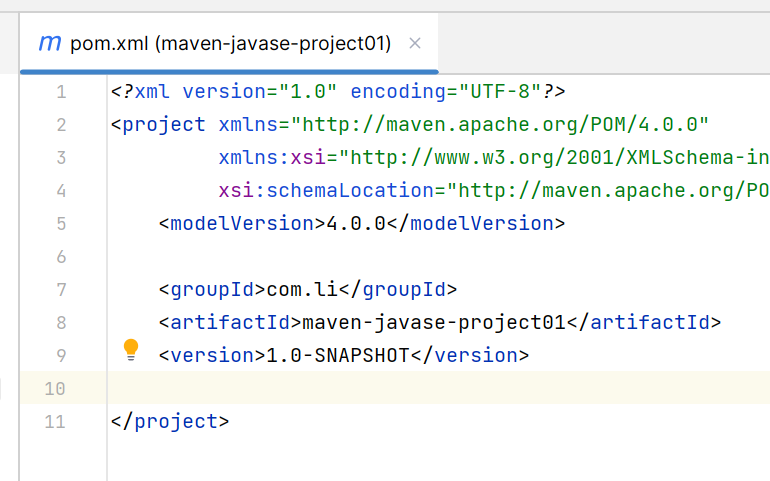 m pom.xml (maven-javase-project01) ×
1 <?xml version="1.0" encoding="UTF-8"?>
2 <project xmlns="http://maven.apache.org/POM/4.0.0"
3 xmlns:xsi="http://www.w3.org/2001/XMLSchema-in
4 xsi:schemaLocation="http://maven.apache.org/PO
5 <modelVersion>4.0.0</modelVersion>
6
7 <groupId>com.li</groupId>
8 <artifactId>maven-javase-project01</artifactId>
9 <version>1.0-SNAPSHOT</version>
10
11 </project>